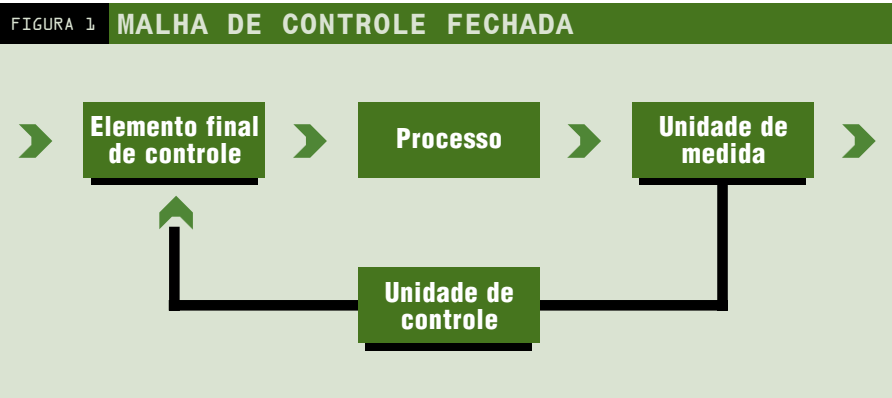 FIGURA 1 MALHA DE CONTROLE FECHADA
Elemento final
de controle
Processo
Unidade de
medida
Unidade de
controle